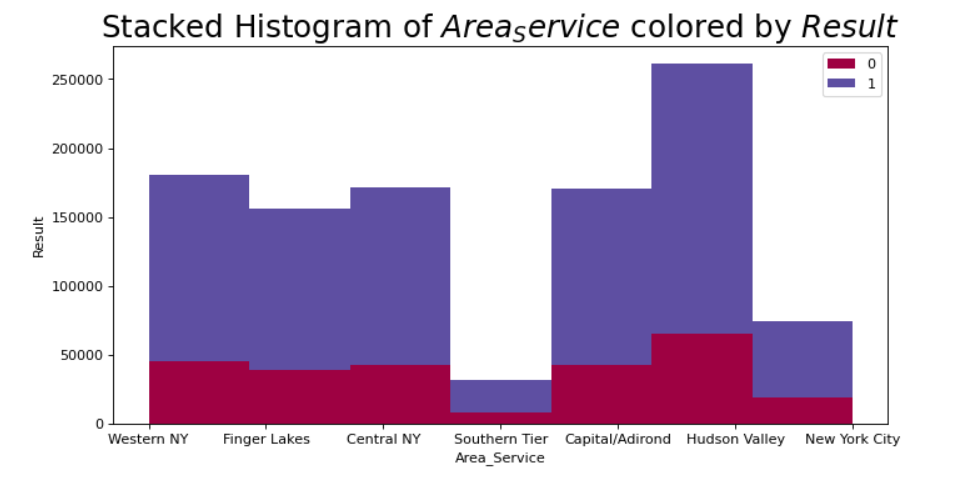 Stacked Histogram of Area_Service colored by Result
0
1
250000
200000
150000
100000
50000
0
Result
Western NY Finger Lakes Central NY Southern Tier Capital/Adirond Hudson Valley New York City
Area_Service